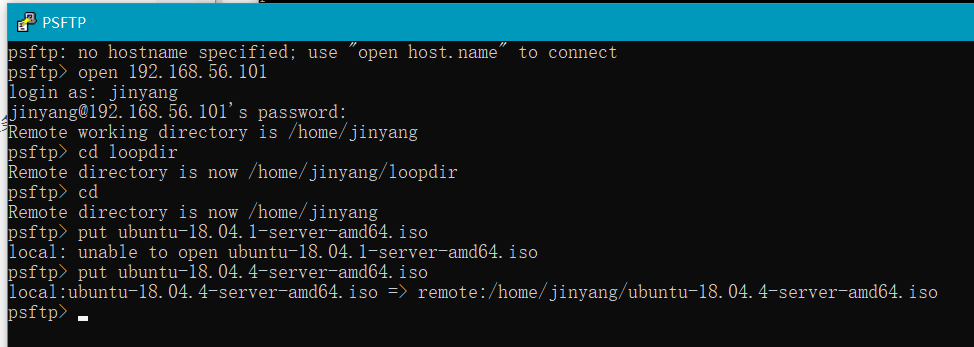 PSFTP
psftp: no hostname specified; use "open host.name" to connect
psftp> open 192.168.56.101
login as: jinyang
jinyang@192.168.56.101's password:
Remote working directory is /home/jinyang
psftp> cd loopdir
Remote directory is now /home/jinyang/loopdir
psftp> cd
Remote directory is now /home/jinyang
psftp> put ubuntu-18.04.1-server-amd64.iso
local: unable to open ubuntu-18.04.1-server-amd64.iso
psftp> put ubuntu-18.04.4-server-amd64.iso
local:ubuntu-18.04.4-server-amd64.iso => remote:/home/jinyang/ubuntu-18.04.4-server-amd64.iso
psftp>